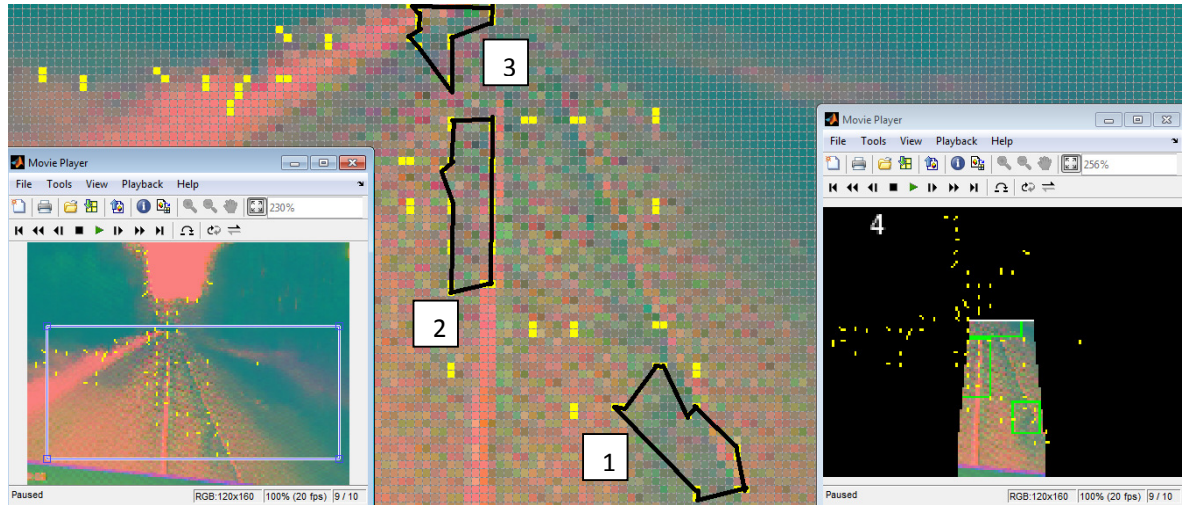 3
Movie Player
File Tools View Playback Help
230%
Paused
RGB:120x160
100% (20 fps)
9 / 10
2
1
Movie Player
File Tools View Playback Help
256%
4
Paused
RGB:120x160
100% (20 fps)
9 / 10